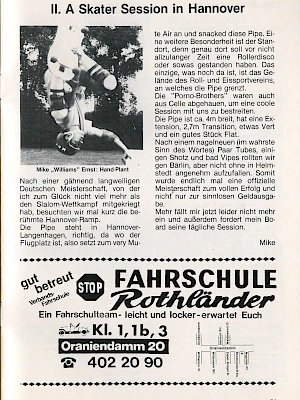 II. A Skater Session in Hannover
Mike „Williams" Ernst: Hand-Plant
Nach einer gähnend langweiligen
Deutschen Meisterschaft, von der
ich zum Glück nicht viel mehr als
den Slalom-Wettkampf mitgekriegt
hab, besuchten wir mal kurz die be-
rühmte Hannover-Ramp.
Die Pipe steht in Hannover-
Langenhagen, richtig, da wo der
Flugplatz ist, also setzt zum very Mu-
te Air an und snacked diese Pipe. Ei-
ne weitere Besonderheit ist der Stan-
dort, denn genau dort soll vor nicht
allzulanger Zeit eine Rollerdisco
oder sowas gestanden haben. Das
einzige, was noch da ist, ist das Ge-
lände des Roll- und Eissportvereins,
an welches die Pipe grenzt.
Die "Porno-Brothers" waren auch
aus Celle abgehauen, um eine coole
Session mit uns zu bestreiten.
Die Pipe ist ca. 4m breit, hat eine Ex-
tension, 2,7m Transition, etwas Vert
und ein gutes Stück Flat.
Nach einem nagelneuen (im wahrsten
Sinn des Wortes) Paar Tubes, eini-
gen Shotz und bad Vipes rollten wir
gen Bärlin, aber nicht ohne in Helm-
stedt angenehm aufzufallen. Somit
wurde endlich mal eine offizielle
Meisterschaft zum vollen Erfolg und
nicht nur zur sinnlosen Geldausga-
be.
Mehr fällt mir jetzt leider nicht mehr
ein und außerdem fordert mein Bo-
ard seine tägliche Session.
Mike
gut
betreut
Verbands-
Fahrschule
STOP
FAHRSCHULE
Rothländer
Ein Fahrschulteam - leicht und locker - erwartet Euch
Kl. 1, 1b, 3
Oraniendamm 20
☎ 402 20 90
Oraniendamm